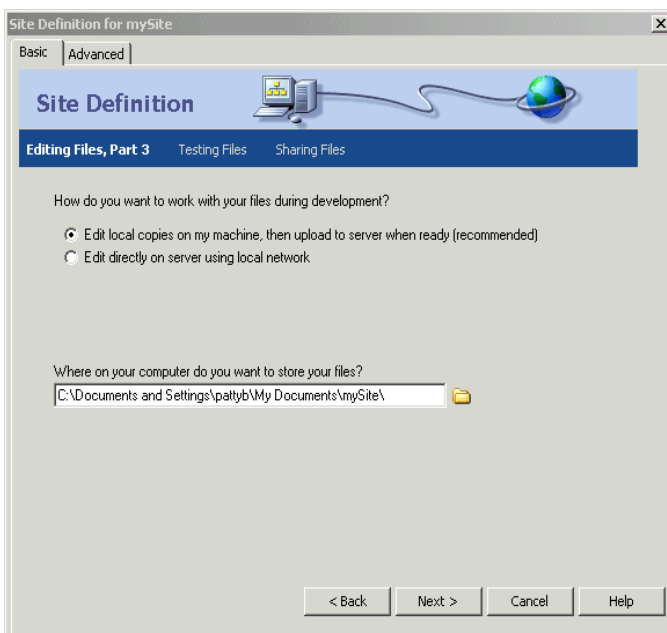 Site Definition for mySite
Basic Advanced
Site Definition
Editing Files, Part 3 Testing Files Sharing Files
How do you want to work with your files during development?
Edit local copies on my machine, then upload to server when ready (recommended)
Edit directly on server using local network
Where on your computer do you want to store your files?
C:\Documents and Settings\pattyb\My Documents\mySite\
< Back Next > Cancel Help